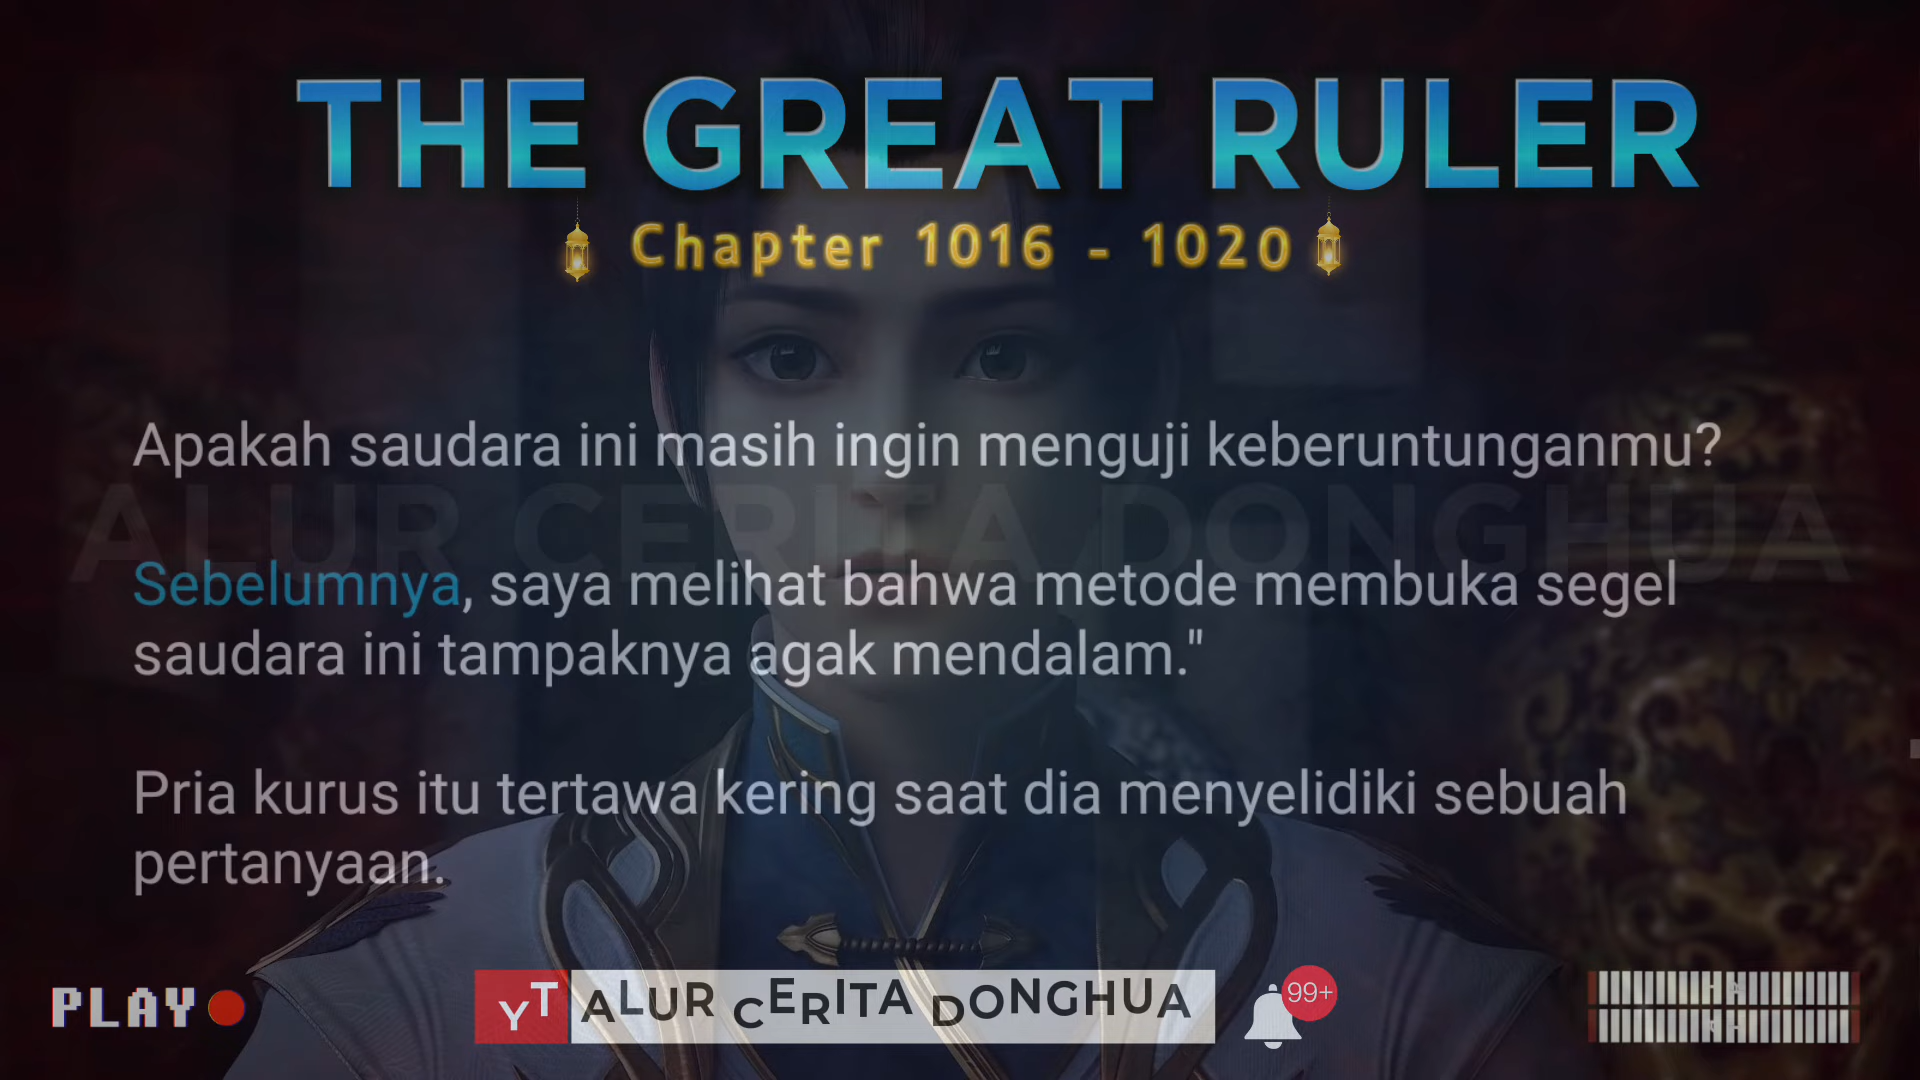 THE GREAT RULER
Chapter 1016 - 1020
Apakah saudara ini masih ingin menguji keberuntunganmu?
ALUR CERITA DONGHUA
Sebelumnya, saya melihat bahwa metode membuka segel
saudara ini tampaknya agak mendalam."
Pria kurus itu tertawa kering saat dia menyelidiki sebuah
pertanyaan.
PLAY
YT ALUR CERITA DONGHUA
99+